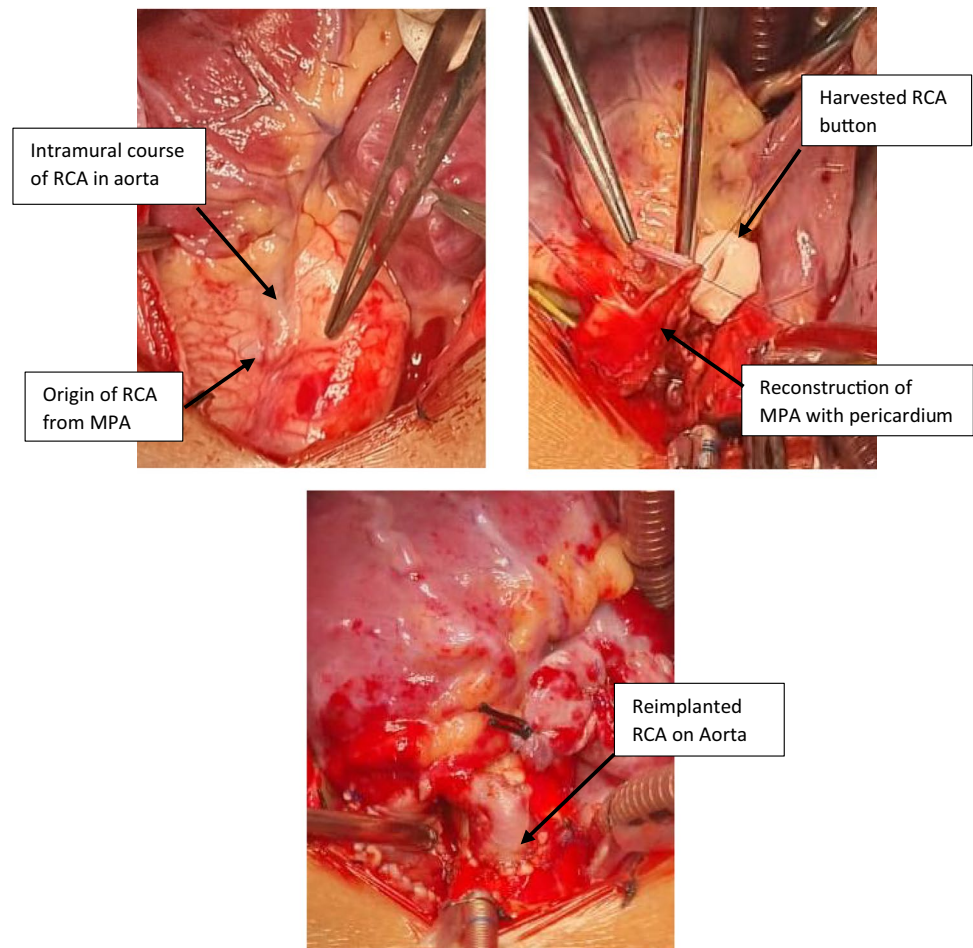 Intramural course
of RCA in aorta
Origin of RCA
from MPA
Harvested RCA
button
Reconstruction of
MPA with pericardium
Reimplanted
RCA on Aorta